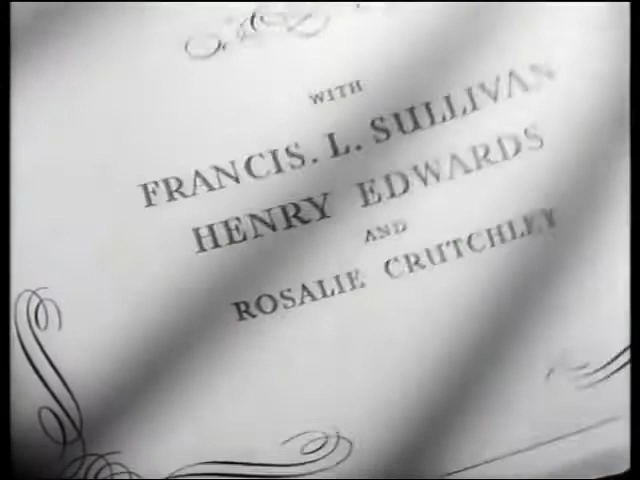 WITH
FRANCIS. L. SULLIVAN
HENRY EDWARDS
AND
ROSALIE CRUTCHLEY